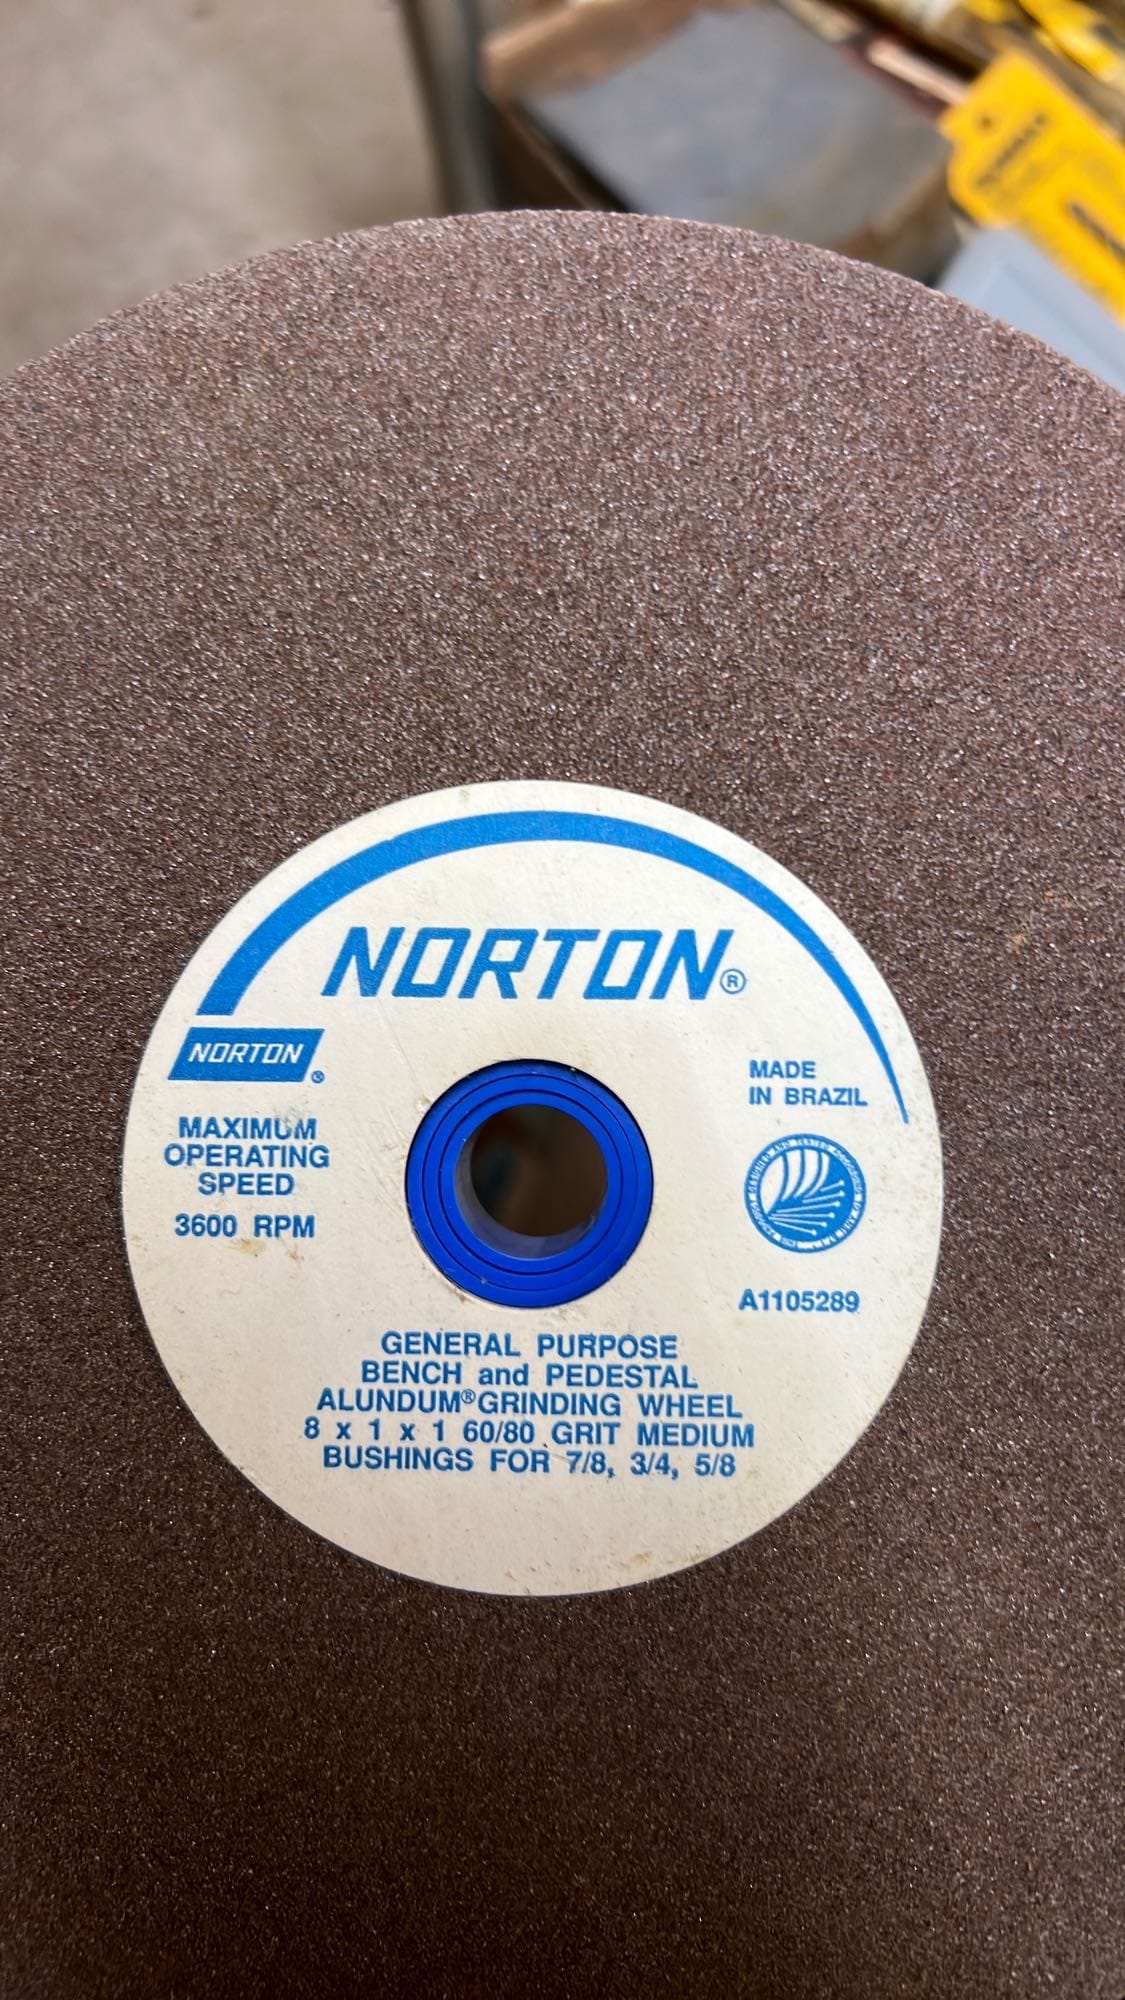 NORTON®
NORTON®
MAXIMUM
OPERATING
SPEED
3600 RPM
MADE
IN BRAZIL
A1105289
GENERAL PURPOSE
BENCH and PEDESTAL
ALUNDUM® GRINDING WHEEL
8 x 1 x 1 60/80 GRIT MEDIUM
BUSHINGS FOR 7/8, 3/4, 5/8